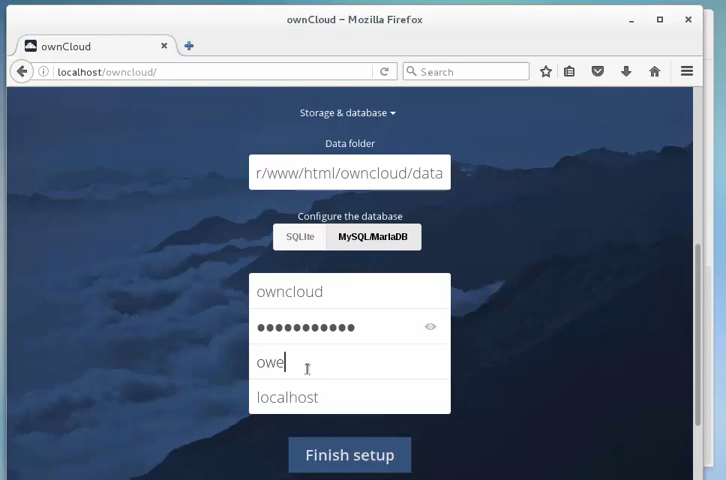 ownCloud – Mozilla Firefox
ownCloud
localhost/owncloud/
Search
Storage & database
Data folder
r/www/html/owncloud/data
Configure the database
SQLite MySQL/MariaDB
owncloud
owe
localhost
Finish setup